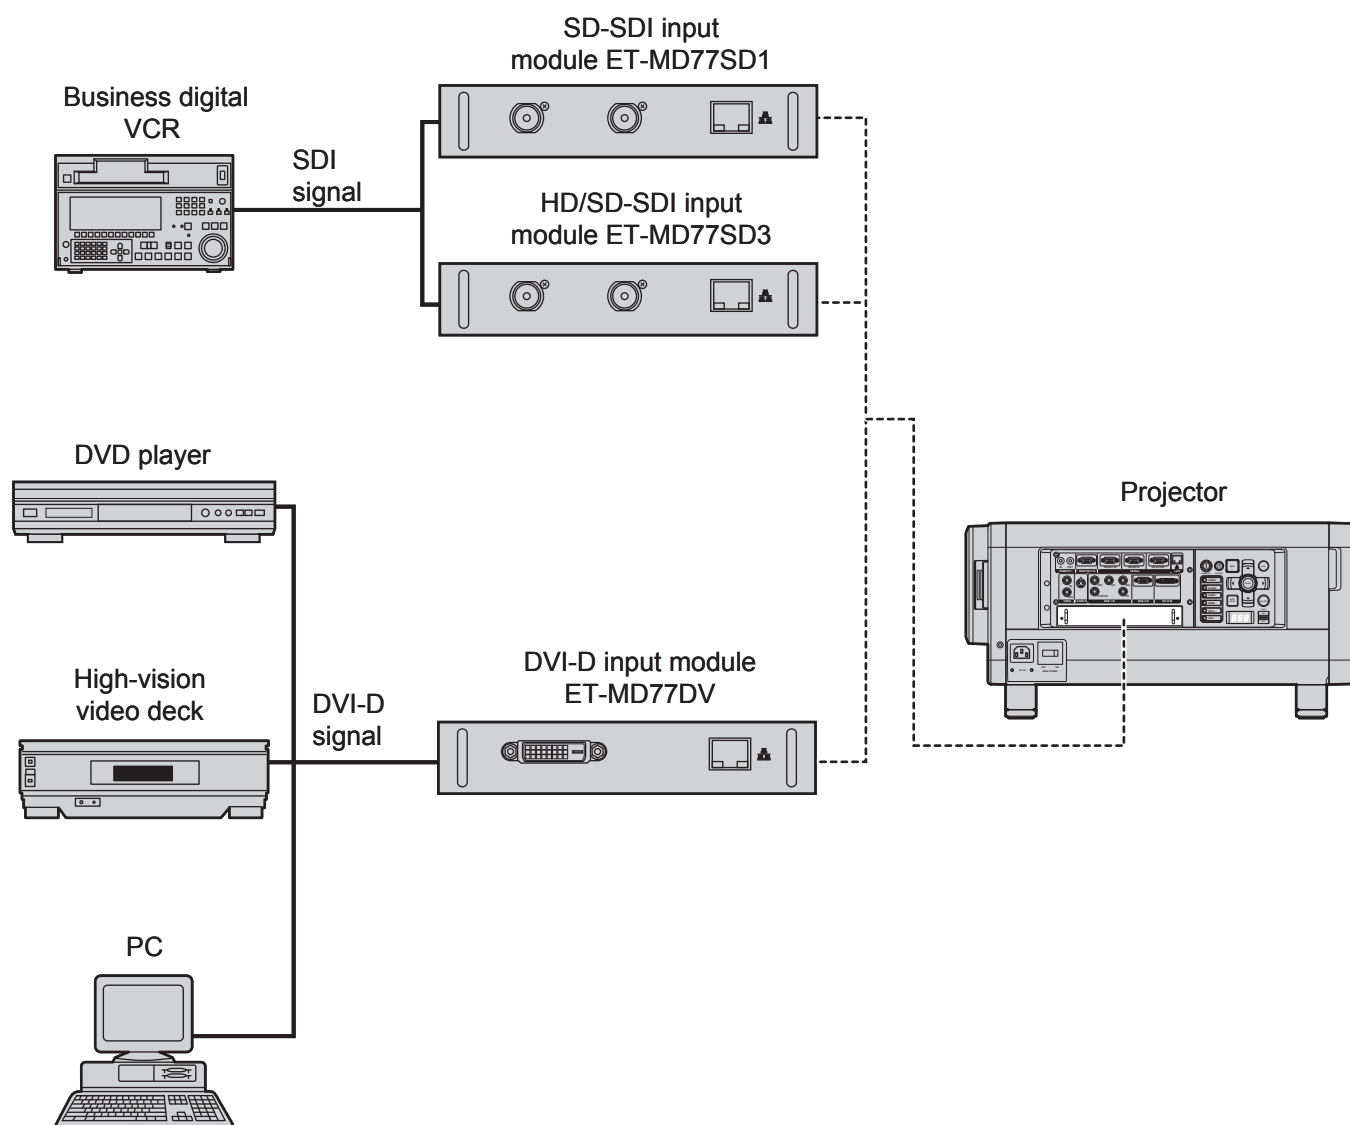 SD-SDI input
module ET-MD77SD1
Business digital
VCR
SDI
signal
HD/SD-SDI input
module ET-MD77SD3
DVD player
Projector
High-vision
video deck
DVI-D
signal
DVI-D input module
ET-MD77DV
PC